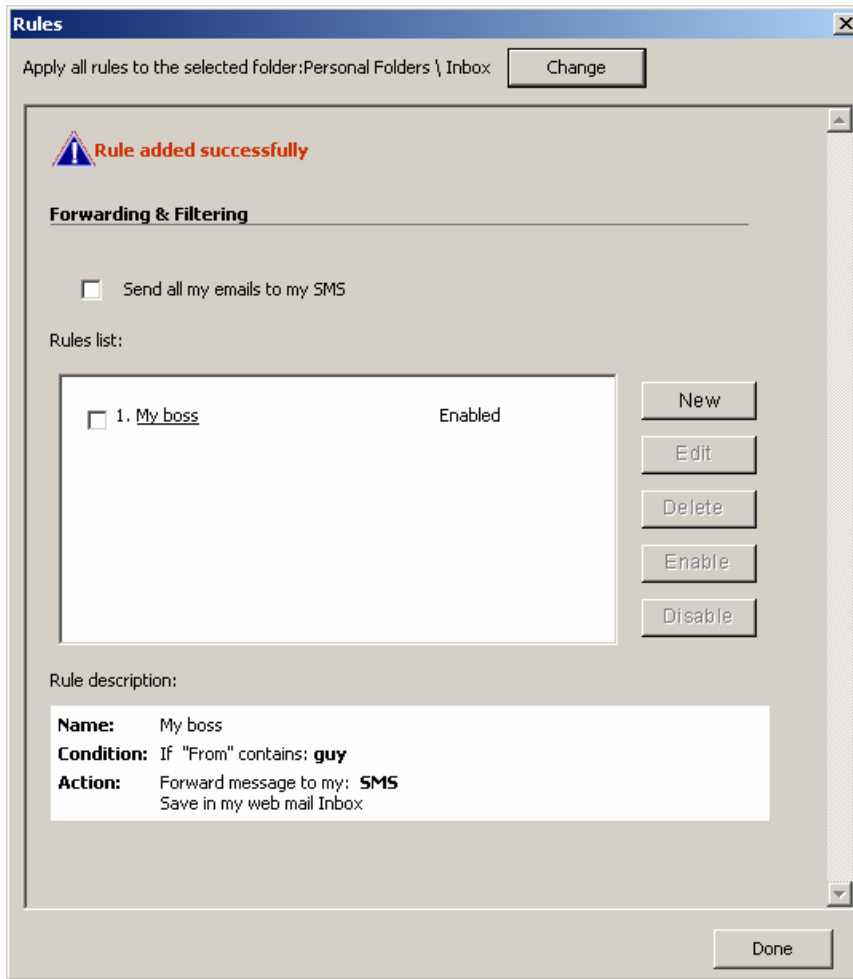 Rules
Apply all rules to the selected folder:Personal Folders \ Inbox Change
Rule added successfully
Forwarding & Filtering
Send all my emails to my SMS
Rules list:
1. My boss Enabled
New
Edit
Delete
Enable
Disable
Rule description:
Name: My boss
Condition: If "From" contains: guy
Action: Forward message to my: SMS
Save in my web mail Inbox
Done